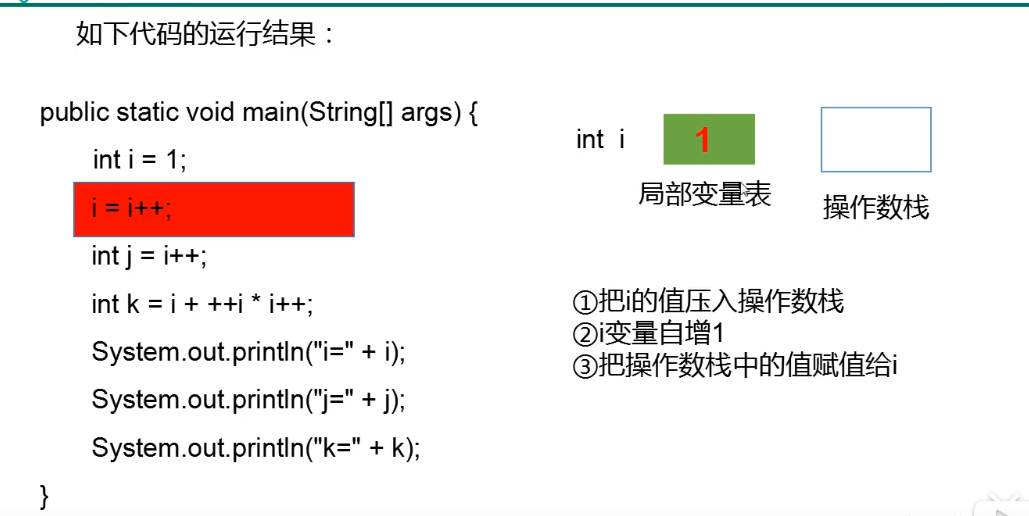 如下代码的运行结果：
public static void main(String[] args) {
int i = 1;
i = i++;
int j = i++;
int k = i + ++i * i++;
System.out.println("i=" + i);
System.out.println("j=" + j);
System.out.println("k=" + k);
}
int i
1
局部变量表
操作数栈
①把i的值压入操作数栈
②i变量自增1
③把操作数栈中的值赋值给i